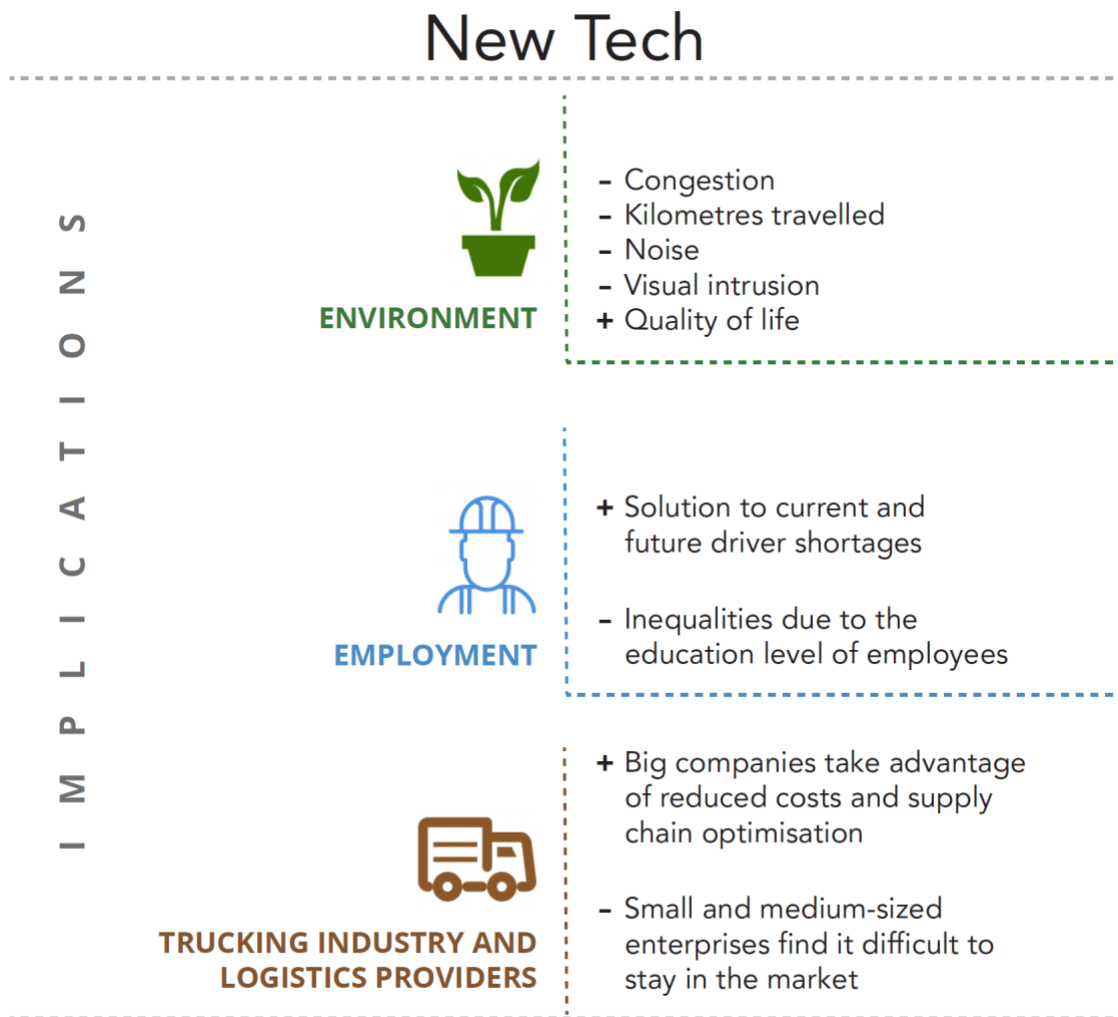 New Tech
IMPLICATIONS
ENVIRONMENT
– Congestion
– Kilometres travelled
– Noise
– Visual intrusion
+ Quality of life
EMPLOYMENT
+ Solution to current and
future driver shortages
– Inequalities due to the
education level of employees
TRUCKING INDUSTRY AND
LOGISTICS PROVIDERS
+ Big companies take advantage
of reduced costs and supply
chain optimisation
– Small and medium-sized
enterprises find it difficult to
stay in the market